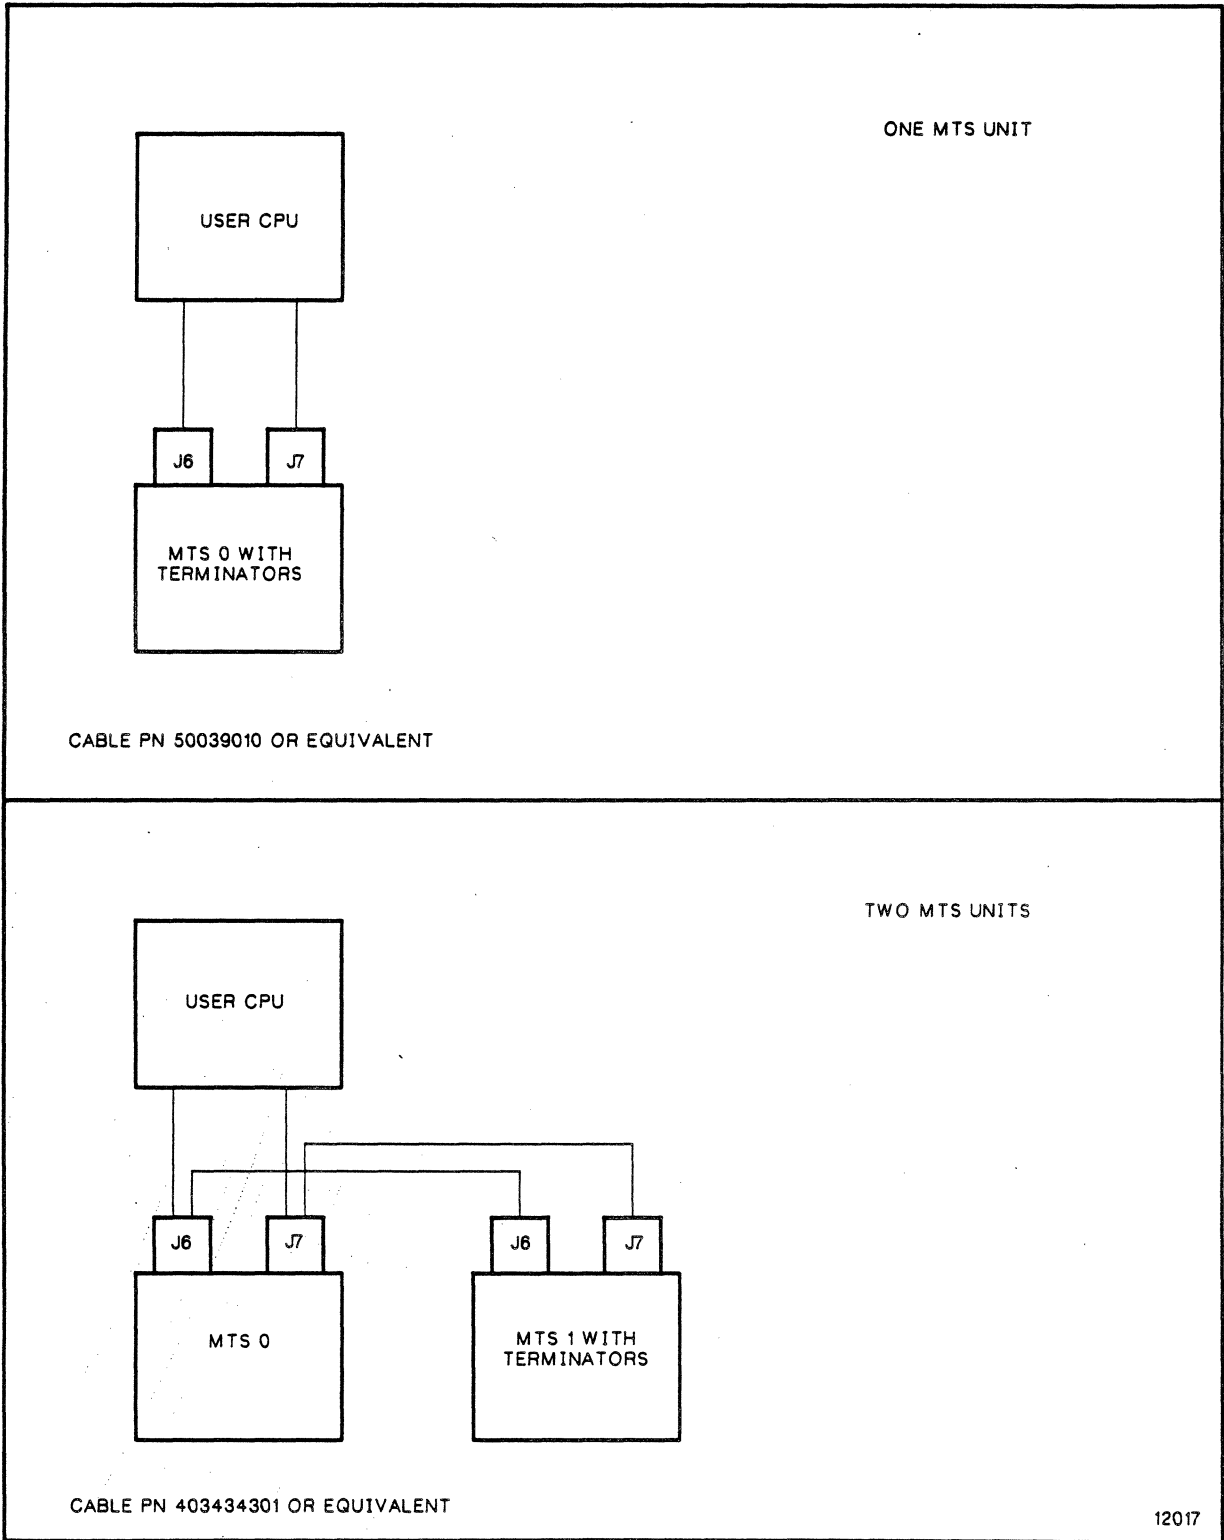 ONE MTS UNIT
USER CPU
J6 J7
MTS 0 WITH
TERMINATORS
CABLE PN 50039010 OR EQUIVALENT
TWO MTS UNITS
USER CPU
J6 J7 J6 J7
MTS 0
MTS 1 WITH
TERMINATORS
CABLE PN 403434301 OR EQUIVALENT
12017